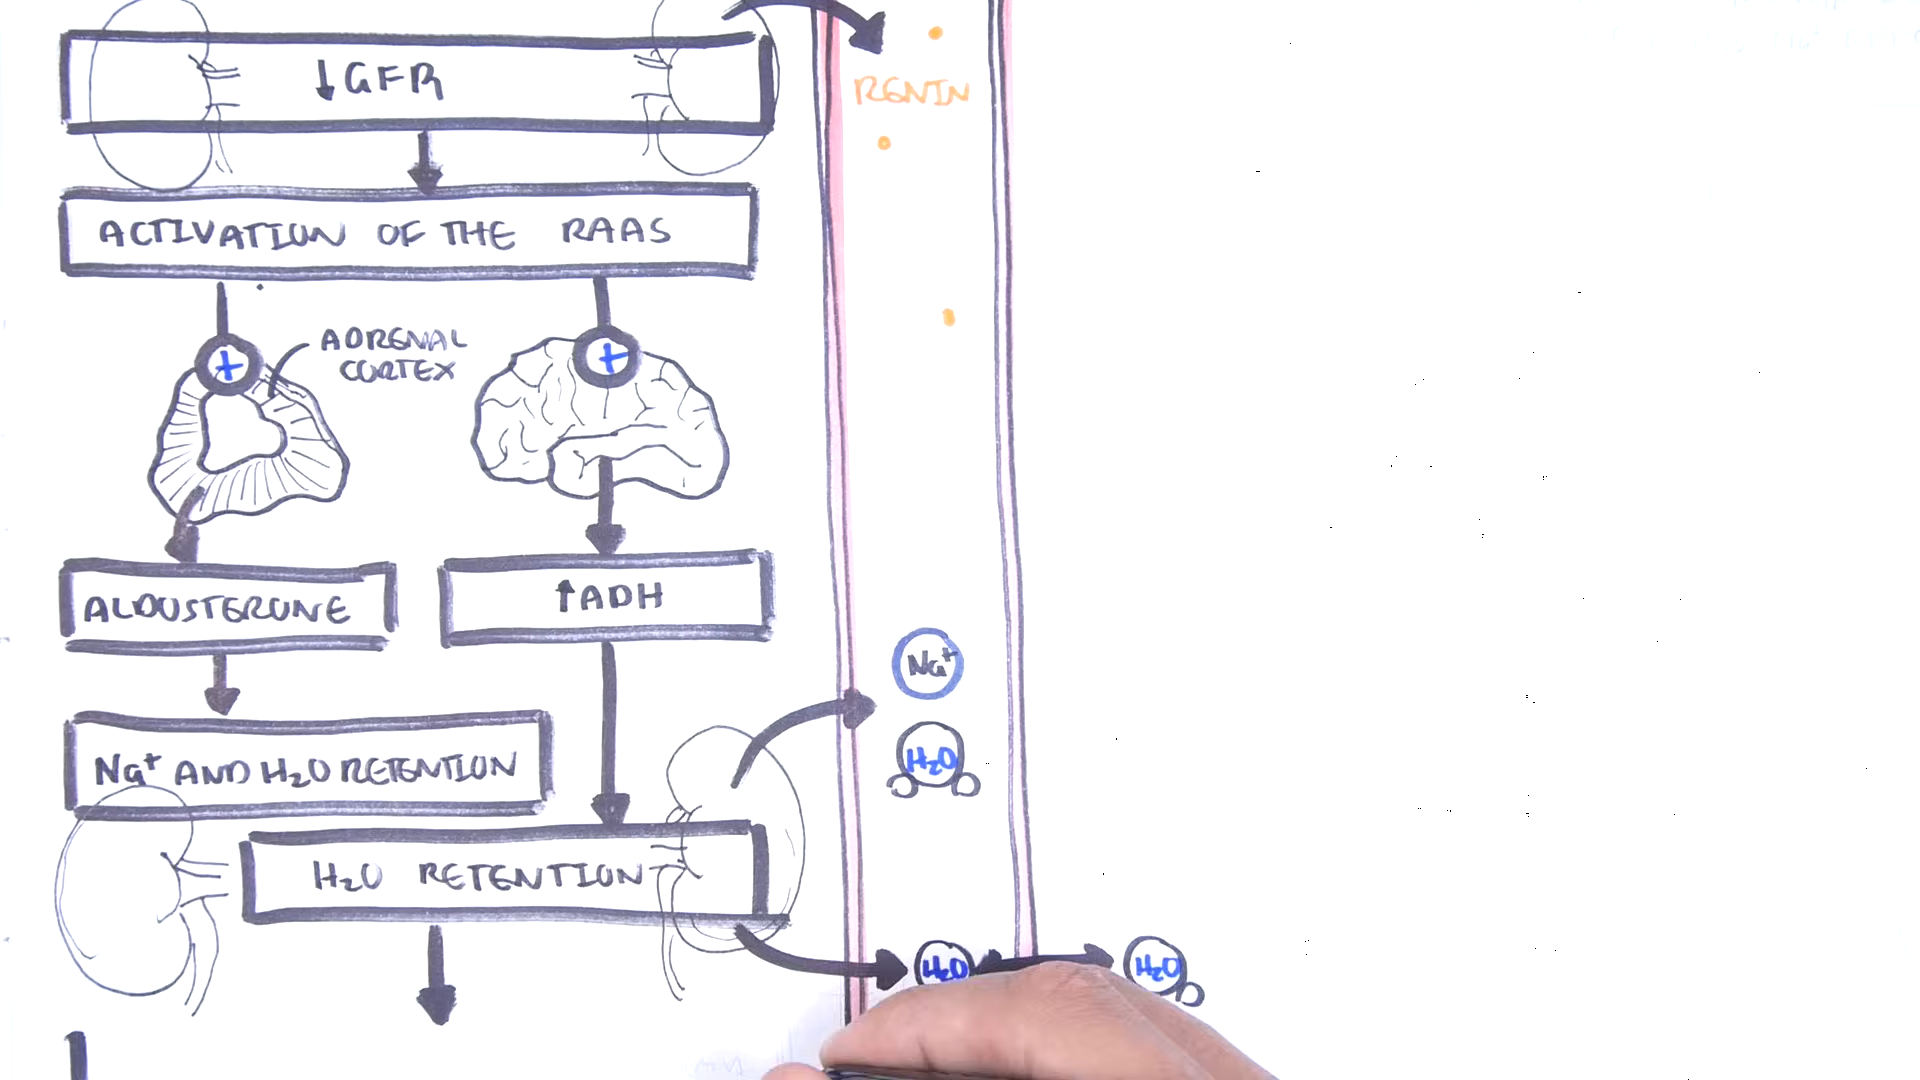 ↓GFR
RENIN
ACTIVATION OF THE RAAS
+
+
ADRENAL
CORTEX
ALDOSTERONE
↑ADH
Na⁺
H₂O
Na⁺ AND H₂O RETENTION
H₂O RETENTION
H₂O
H₂O